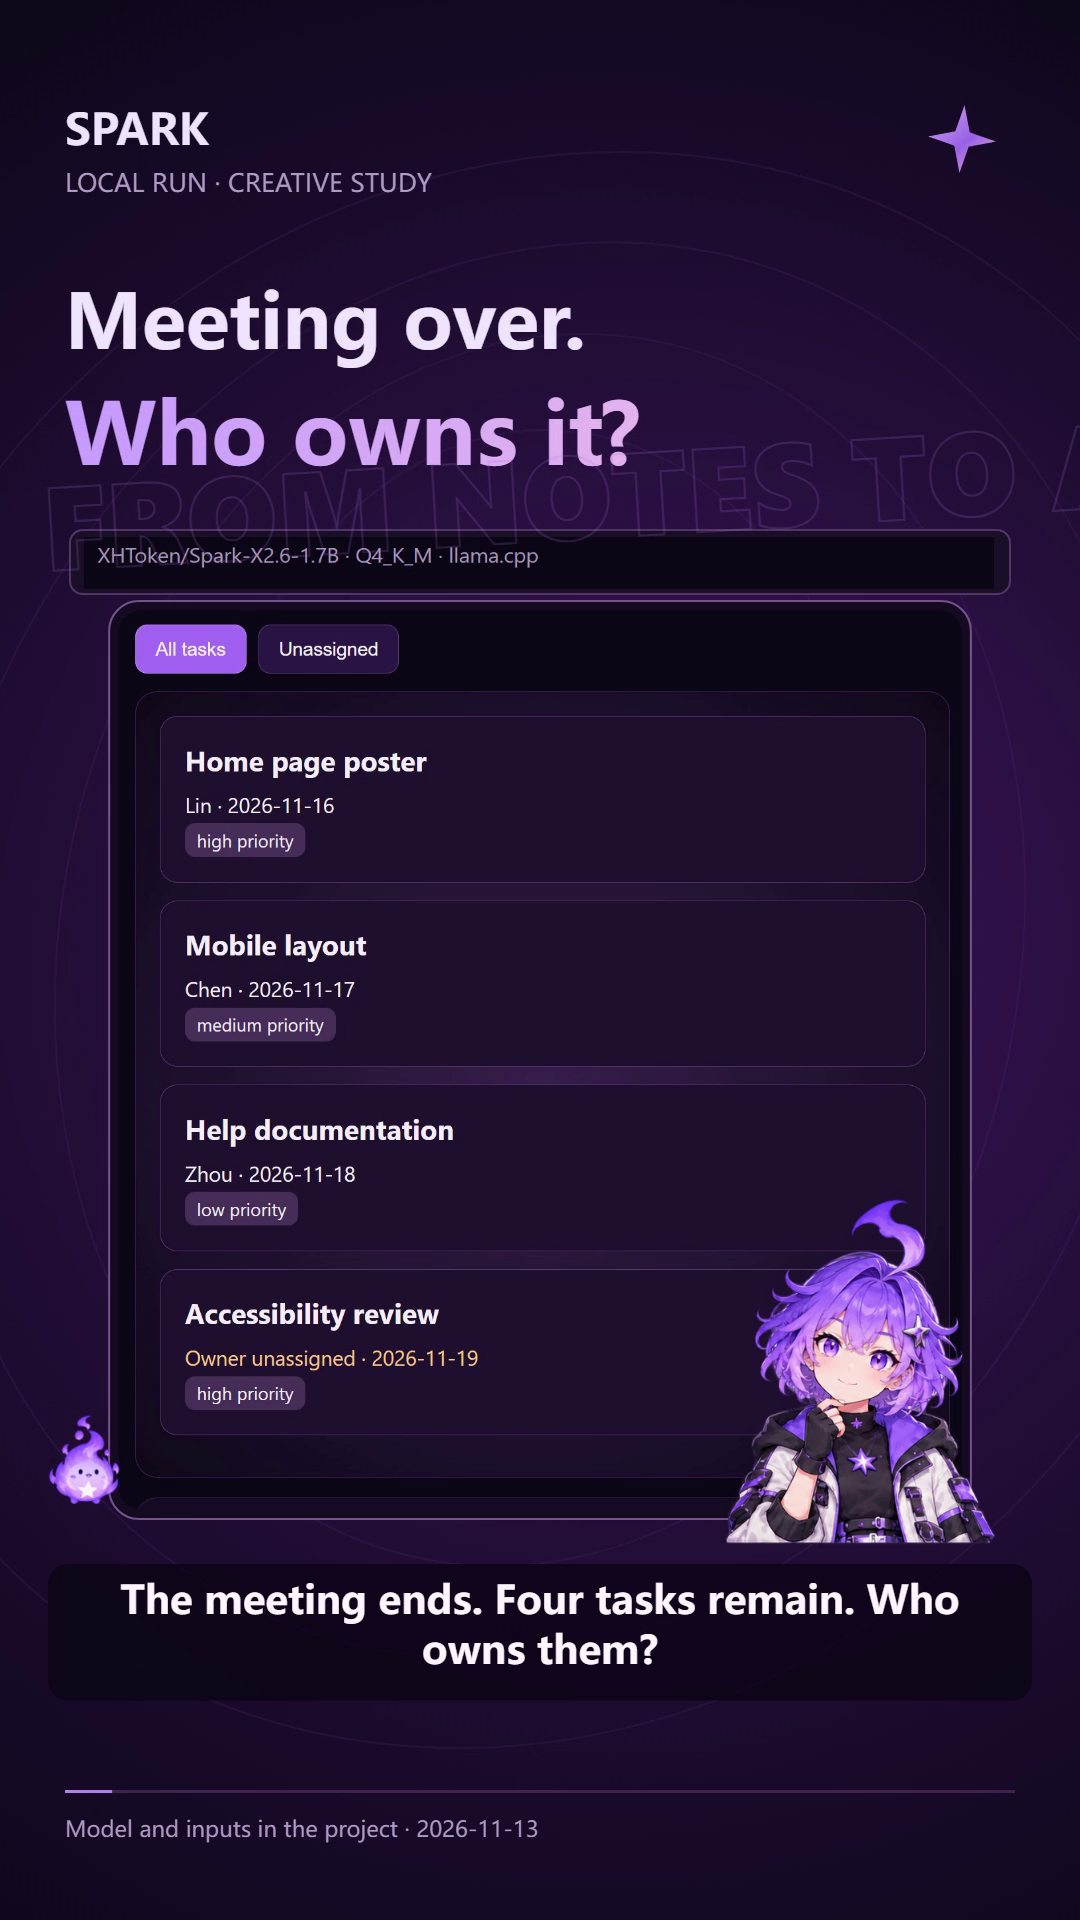 SPARK
LOCAL RUN · CREATIVE STUDY
Meeting over.
Who owns it?
FROM NOTES TO A
XHToken/Spark-X2.6-1.7B · Q4_K_M · llama.cpp
All tasks
Unassigned
Home page poster
Lin · 2026-11-16
high priority
Mobile layout
Chen · 2026-11-17
medium priority
Help documentation
Zhou · 2026-11-18
low priority
Accessibility review
Owner unassigned · 2026-11-19
high priority
The meeting ends. Four tasks remain. Who
owns them?
Model and inputs in the project · 2026-11-13